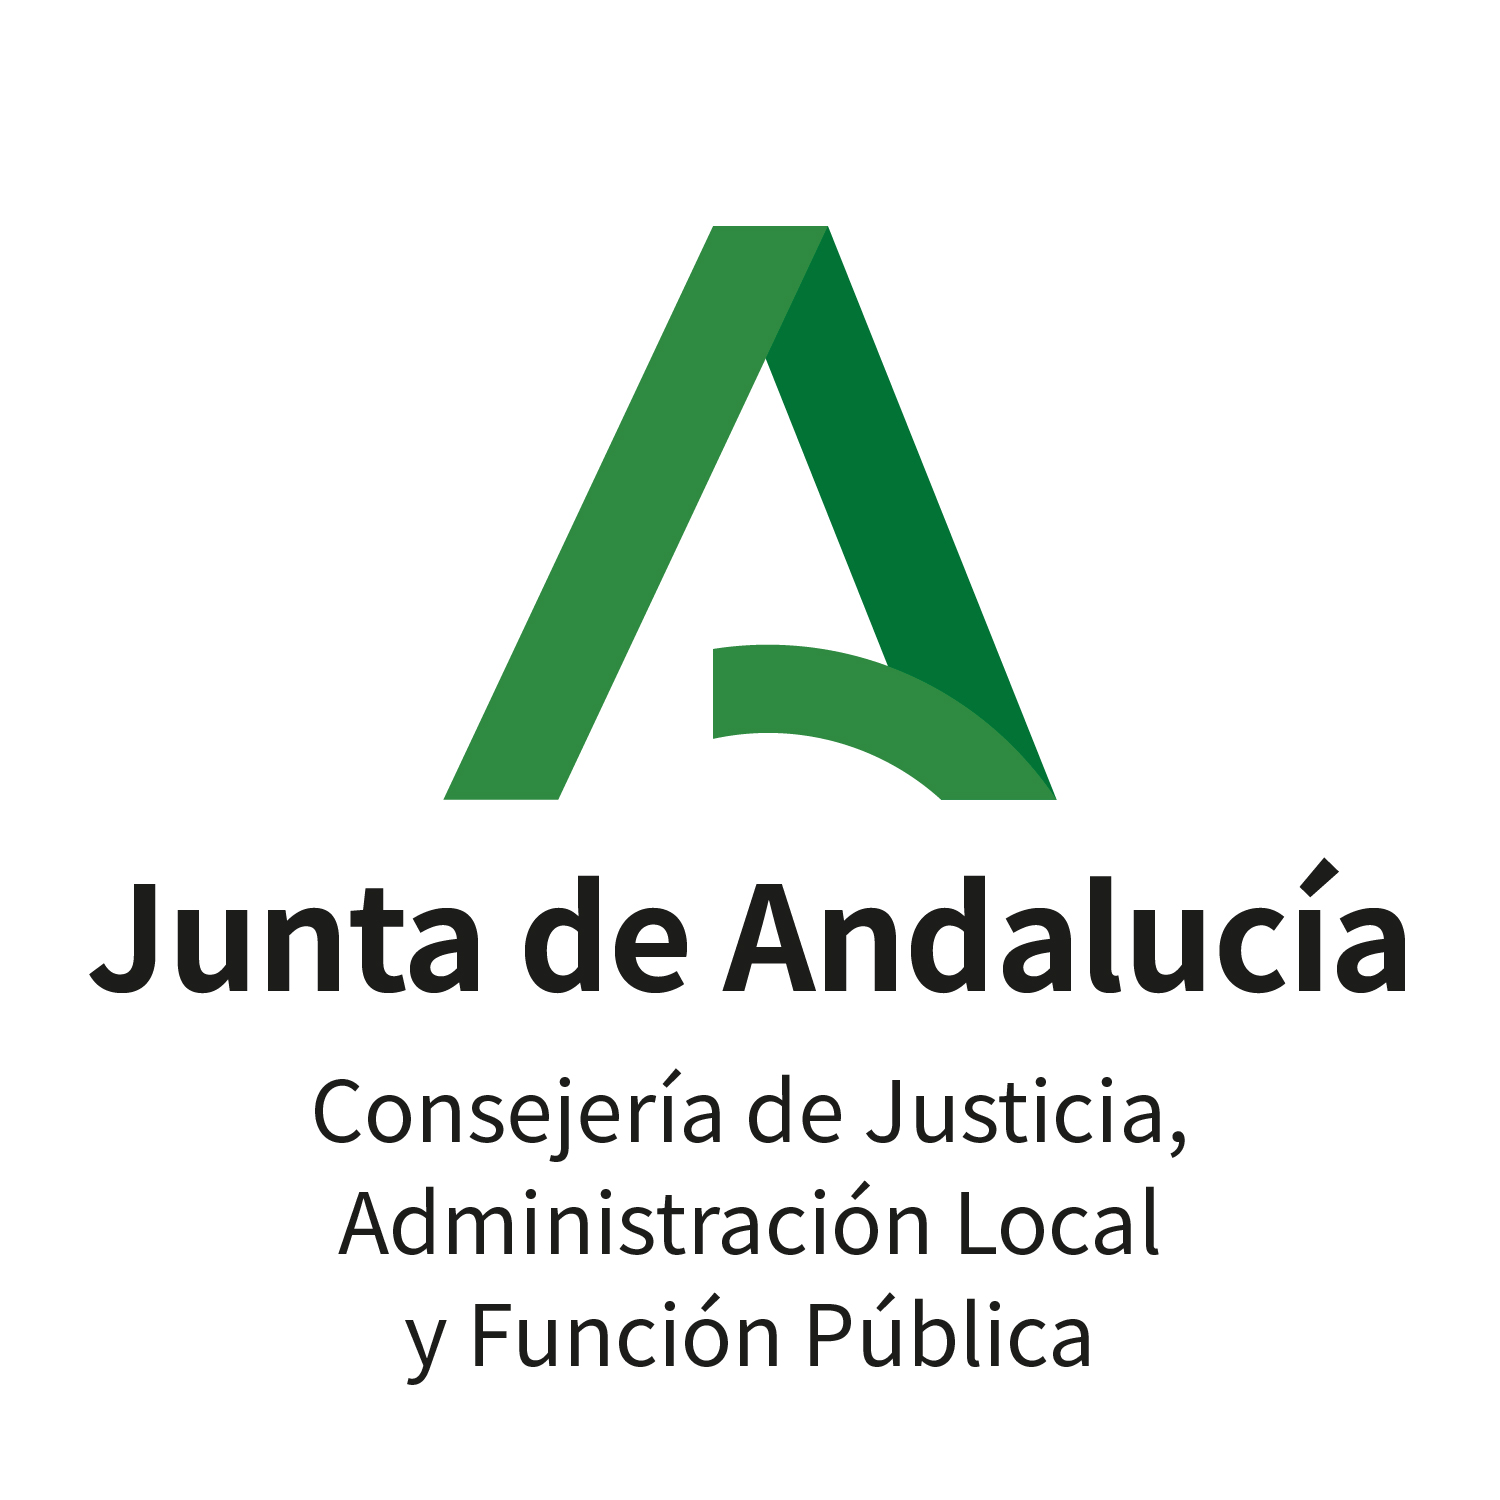 Junta de Andalucía
Consejería de Justicia,
Administración Local
y Función Pública